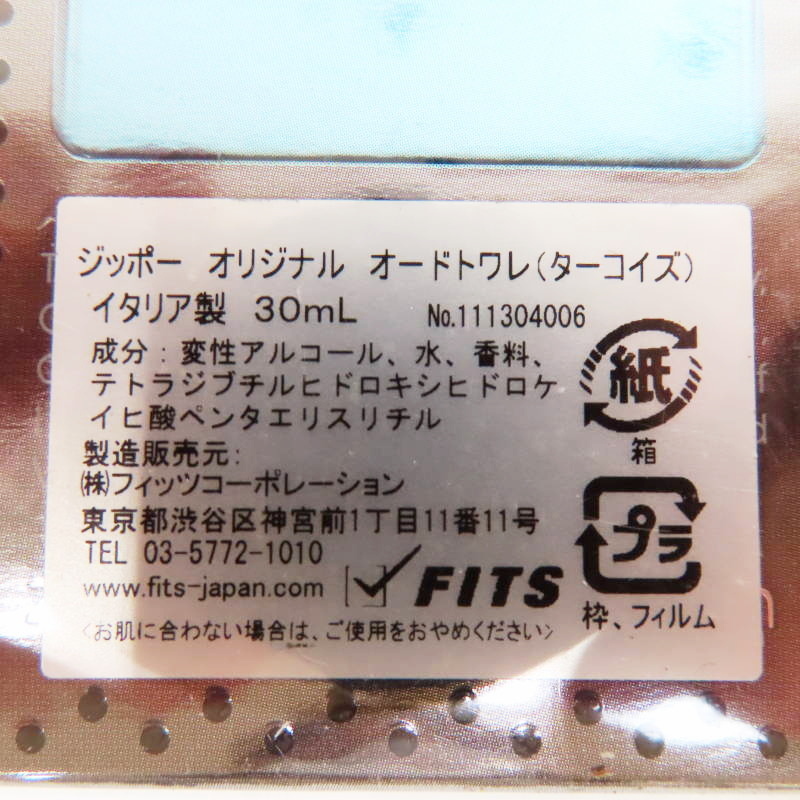 ジッポー オリジナル オードトワレ(ターコイズ)
イタリア製 30mL No.111304006
成分:変性アルコール、水、香料、
テトラジブチルヒドロキシヒドロケ
イヒ酸ペンタエリスリチル
製造販売元:
㈱フィッツコーポレーション
東京都渋谷区神宮前1丁目11番11号
TEL 03-5772-1010
www.fits-japan.com FITS
<お肌に合わない場合は、ご使用をおやめください>
紙
箱
プラ
枠、フィルム